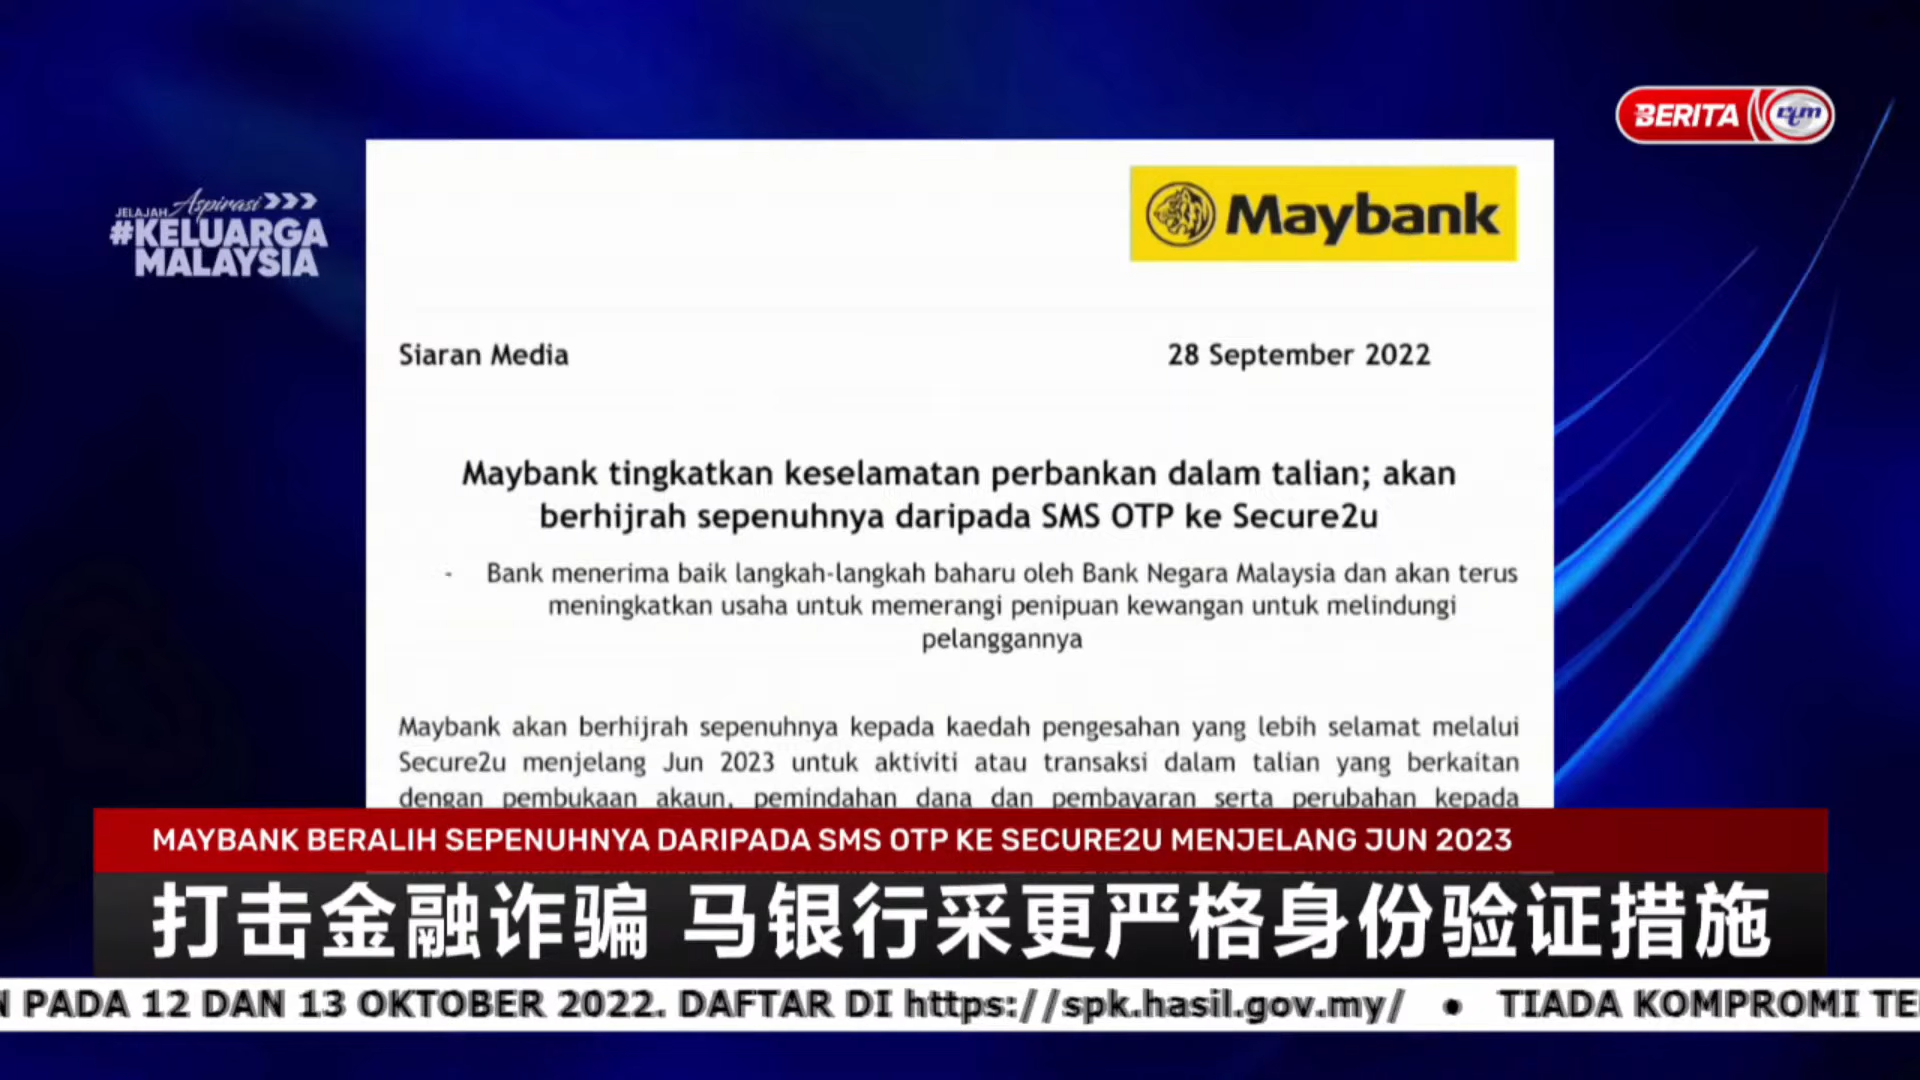 BERITA rtm
JELAJAH Aspirasi
#KELUARGA
MALAYSIA
Maybank
Siaran Media 28 September 2022
Maybank tingkatkan keselamatan perbankan dalam talian; akan
berhijrah sepenuhnya daripada SMS OTP ke Secure2u
- Bank menerima baik langkah-langkah baharu oleh Bank Negara Malaysia dan akan terus
meningkatkan usaha untuk memerangi penipuan kewangan untuk melindungi
pelanggannya
Maybank akan berhijrah sepenuhnya kepada kaedah pengesahan yang lebih selamat melalui
Secure2u menjelang Jun 2023 untuk aktiviti atau transaksi dalam talian yang berkaitan
dengan pembukaan akaun, pemindahan dana dan pembayaran serta perubahan kepada
MAYBANK BERALIH SEPENUHNYA DARIPADA SMS OTP KE SECURE2U MENJELANG JUN 2023
打击金融诈骗 马银行采更严格身份验证措施
PADA 12 DAN 13 OKTOBER 2022. DAFTAR DI https://spk.hasil.gov.my/ • TIADA KOMPROMI